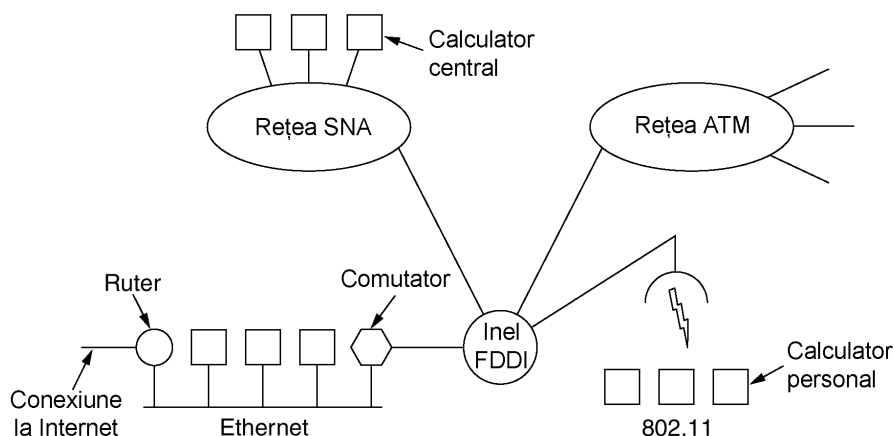 Calculator
central
Rețea SNA
Rețea ATM
Ruter
Comutator
Inel
FDDI
Calculator
personal
Conexiune
la Internet
Ethernet
802.11